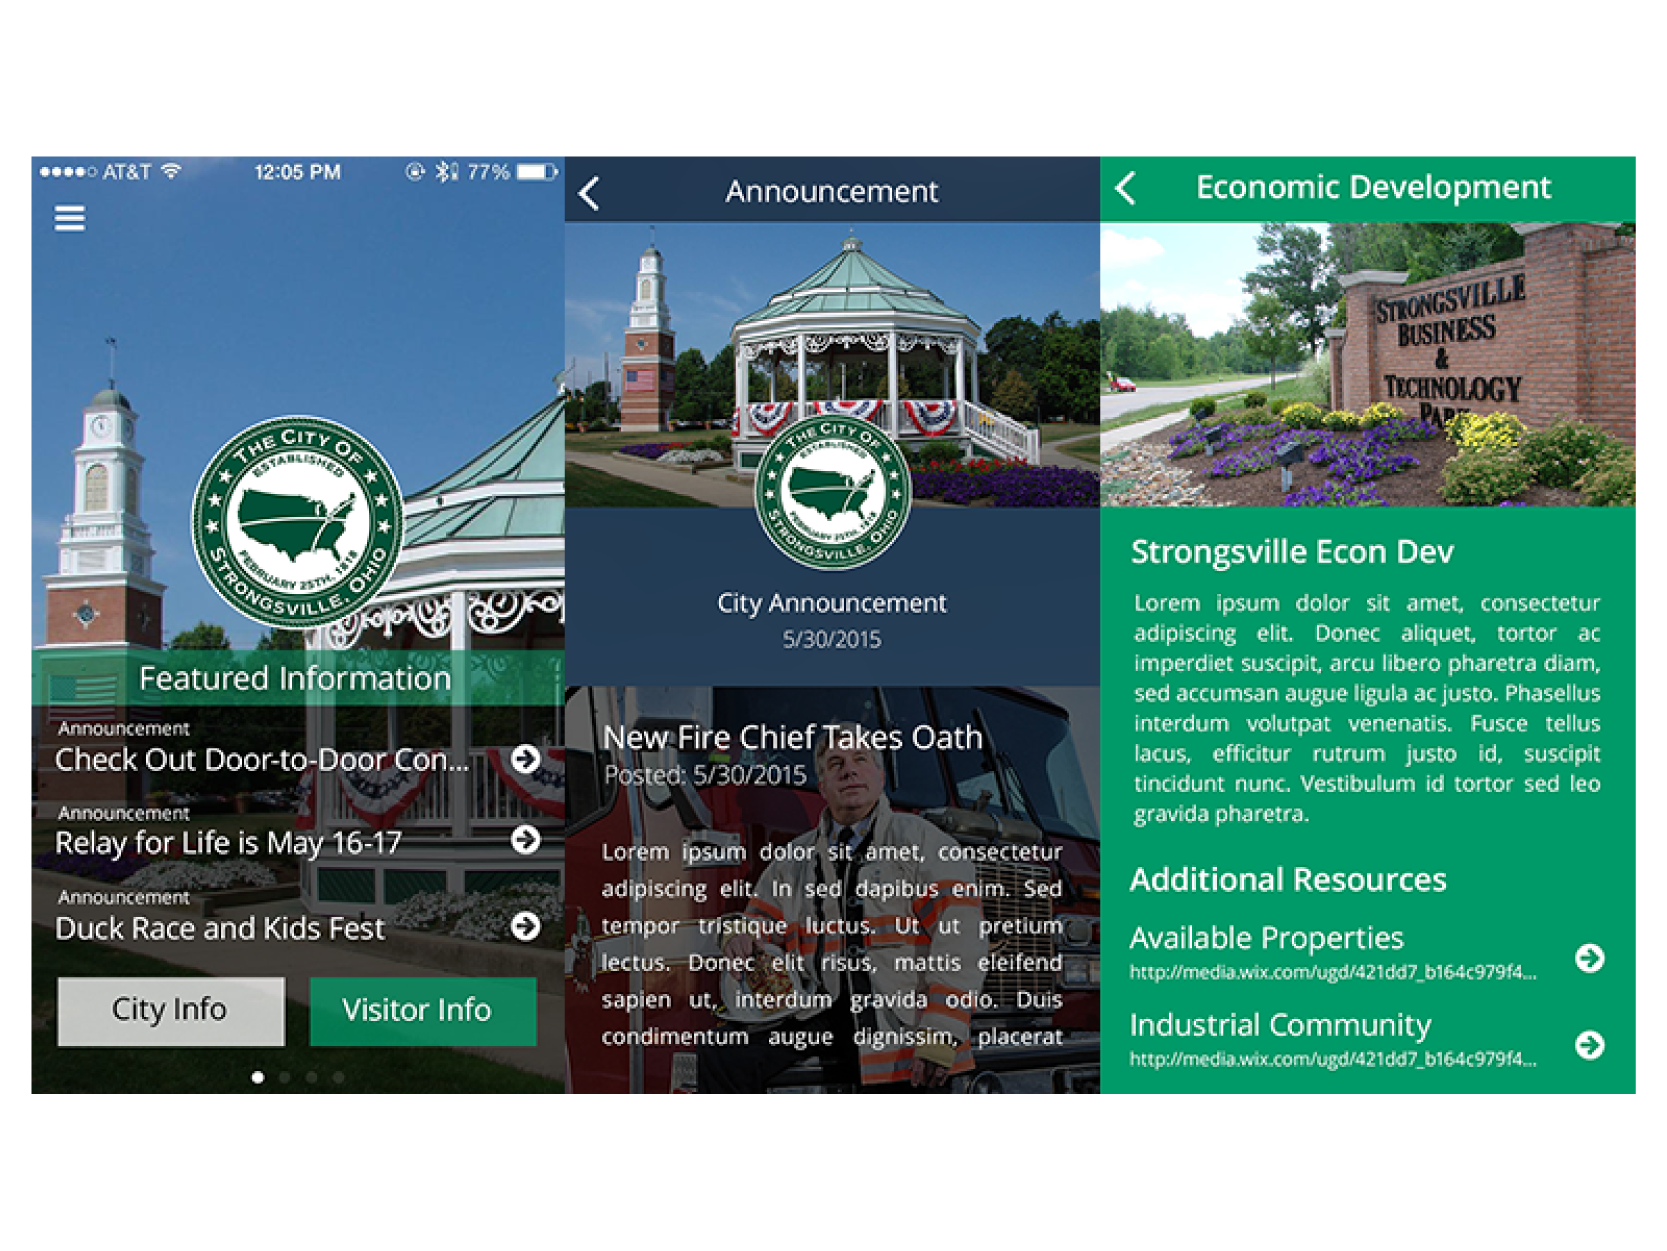 AT&T 12:05 PM 77%
THE CITY OF
ESTABLISHED
FEBRUARY 25TH, 1818
STRONGSVILLE, OHIO
Featured Information
Announcement
Check Out Door-to-Door Con...
Announcement
Relay for Life is May 16-17
Announcement
Duck Race and Kids Fest
City Info
Visitor Info
Announcement
THE CITY OF
ESTABLISHED
FEBRUARY 25TH, 1818
STRONGSVILLE, OHIO
City Announcement
5/30/2015
New Fire Chief Takes Oath
Posted: 5/30/2015
Lorem ipsum dolor sit amet, consectetur
adipiscing elit. In sed dapibus enim. Sed
tempor tristique luctus. Ut ut pretium
lectus. Donec elit risus, mattis eleifend
sapien ut, interdum gravida odio. Duis
condimentum augue dignissim, placerat
Economic Development
STRONGSVILLE
BUSINESS
&
TECHNOLOGY
PARK
Strongsville Econ Dev
Lorem ipsum dolor sit amet, consectetur
adipiscing elit. Donec aliquet, tortor ac
imperdiet suscipit, arcu libero pharetra diam,
sed accumsan augue ligula ac justo. Phasellus
interdum volutpat venenatis. Fusce tellus
lacus, efficitur rutrum justo id, suscipit
tincidunt nunc. Vestibulum id tortor sed leo
gravida pharetra.
Additional Resources
Available Properties
http://media.wix.com/ugd/421dd7_b164c979f4...
Industrial Community
http://media.wix.com/ugd/421dd7_b164c979f4...